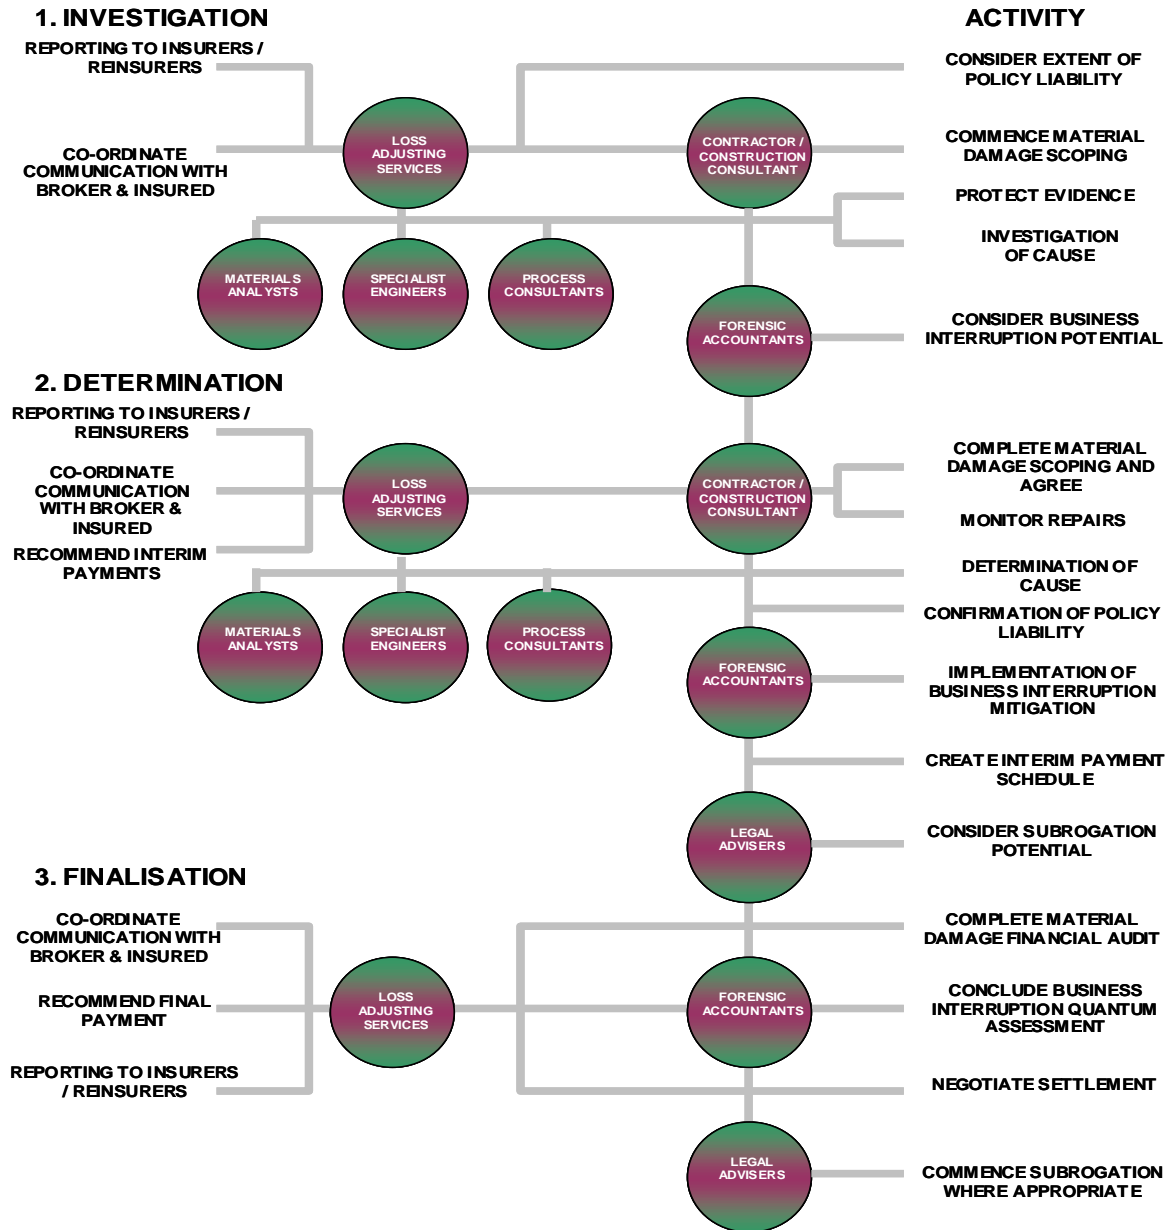 1. INVESTIGATION
ACTIVITY
REPORTING TO INSURERS /
REINSURERS
CONSIDER EXTENT OF
POLICY LIABILITY
CO-ORDINATE
COMMUNICATION WITH
BROKER & INSURED
LOSS
ADJUSTING
SERVICES
CONTRACTOR /
CONSTRUCTION
CONSULTANT
COMMENCE MATERIAL
DAMAGE SCOPING
PROTECT EVIDENCE
INVESTIGATION
OF CAUSE
MATERIALS
ANALYSTS
SPECIALIST
ENGINEERS
PROCESS
CONSULTANTS
FORENSIC
ACCOUNTANTS
CONSIDER BUSINESS
INTERRUPTION POTENTIAL
2. DETERMINATION
REPORTING TO INSURERS /
REINSURERS
CO-ORDINATE
COMMUNICATION
WITH BROKER &
INSURED
RECOMMEND INTERIM
PAYMENTS
LOSS
ADJUSTING
SERVICES
CONTRACTOR /
CONSTRUCTION
CONSULTANT
COMPLETE MATERIAL
DAMAGE SCOPING AND
AGREE
MONITOR REPAIRS
DETERMINATION OF
CAUSE
CONFIRMATION OF POLICY
LIABILITY
MATERIALS
ANALYSTS
SPECIALIST
ENGINEERS
PROCESS
CONSULTANTS
FORENSIC
ACCOUNTANTS
IMPLEMENTATION OF
BUSINESS INTERRUPTION
MITIGATION
CREATE INTERIM PAYMENT
SCHEDULE
LEGAL
ADVISERS
CONSIDER SUBROGATION
POTENTIAL
3. FINALISATION
CO-ORDINATE
COMMUNICATION WITH
BROKER & INSURED
RECOMMEND FINAL
PAYMENT
REPORTING TO INSURERS
/ REINSURERS
LOSS
ADJUSTING
SERVICES
FORENSIC
ACCOUNTANTS
COMPLETE MATERIAL
DAMAGE FINANCIAL AUDIT
CONCLUDE BUSINESS
INTERRUPTION QUANTUM
ASSESSMENT
NEGOTIATE SETTLEMENT
LEGAL
ADVISERS
COMMENCE SUBROGATION
WHERE APPROPRIATE